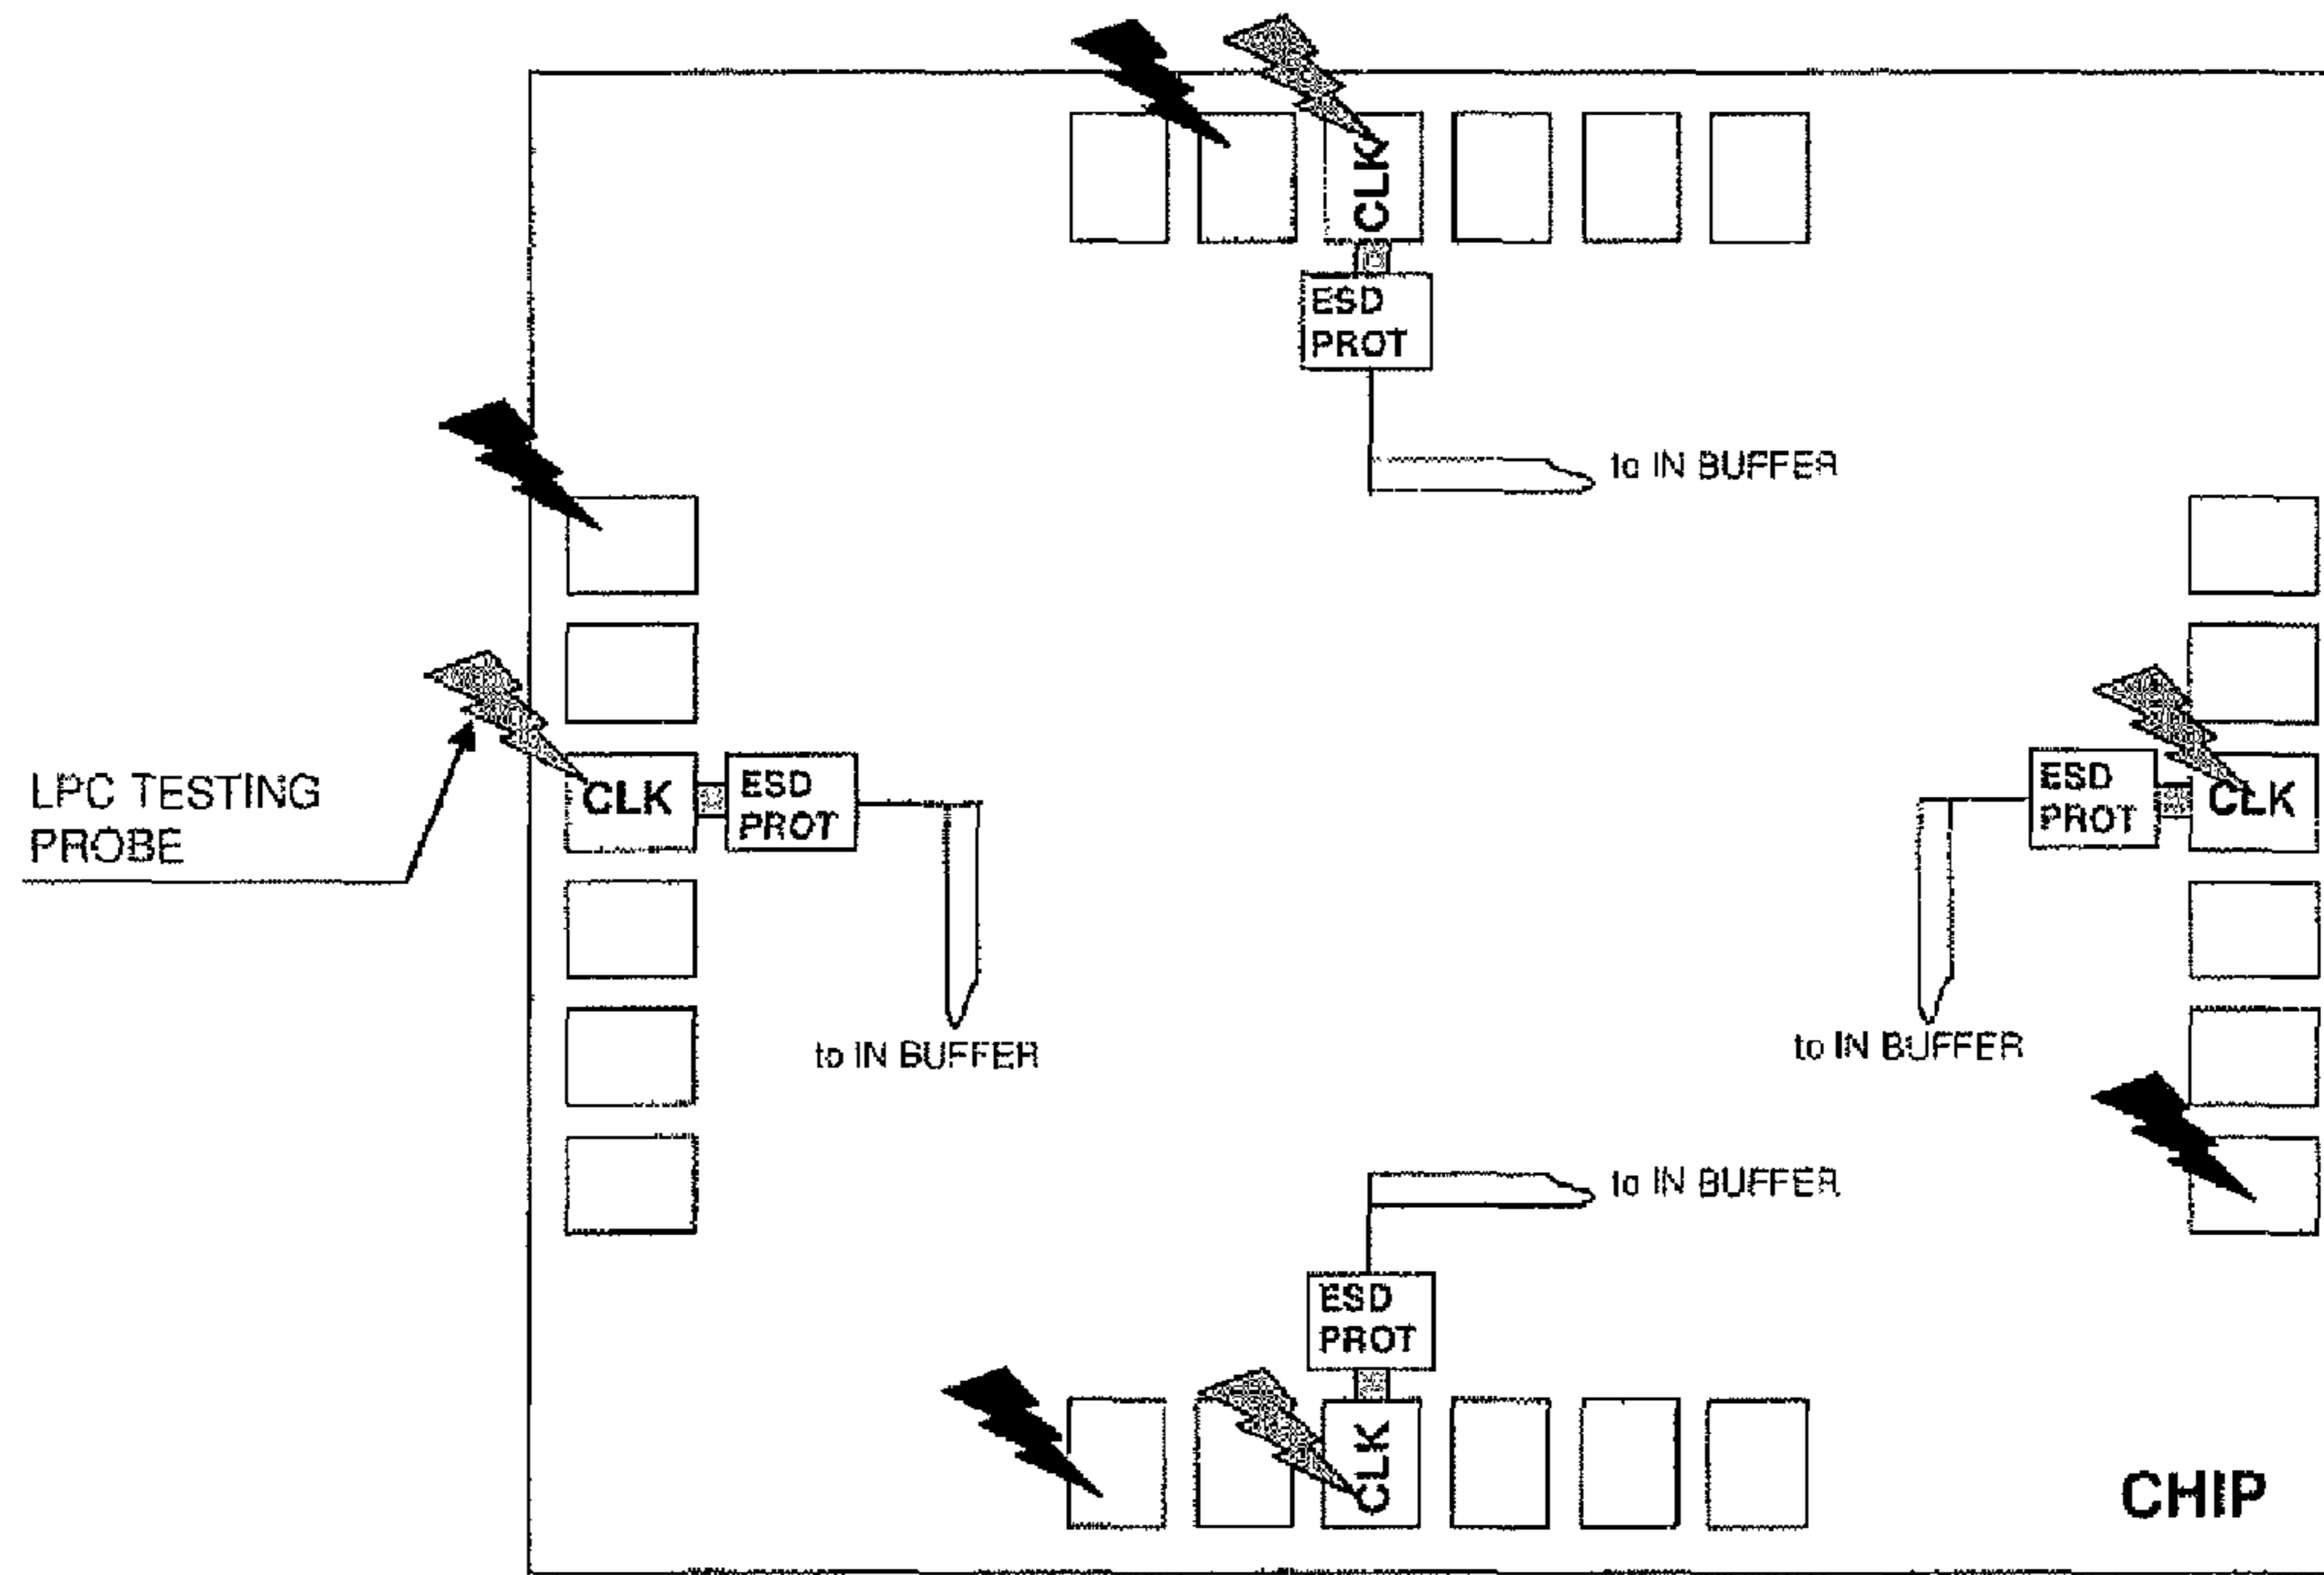 CLK
ESD
PROT
to IN BUFFER
LPC TESTING
PROBE
CLK
ESD
PROT
to IN BUFFER
ESD
PROT
CLK
to IN BUFFER
to IN BUFFER
ESD
PROT
CLK
CHIP